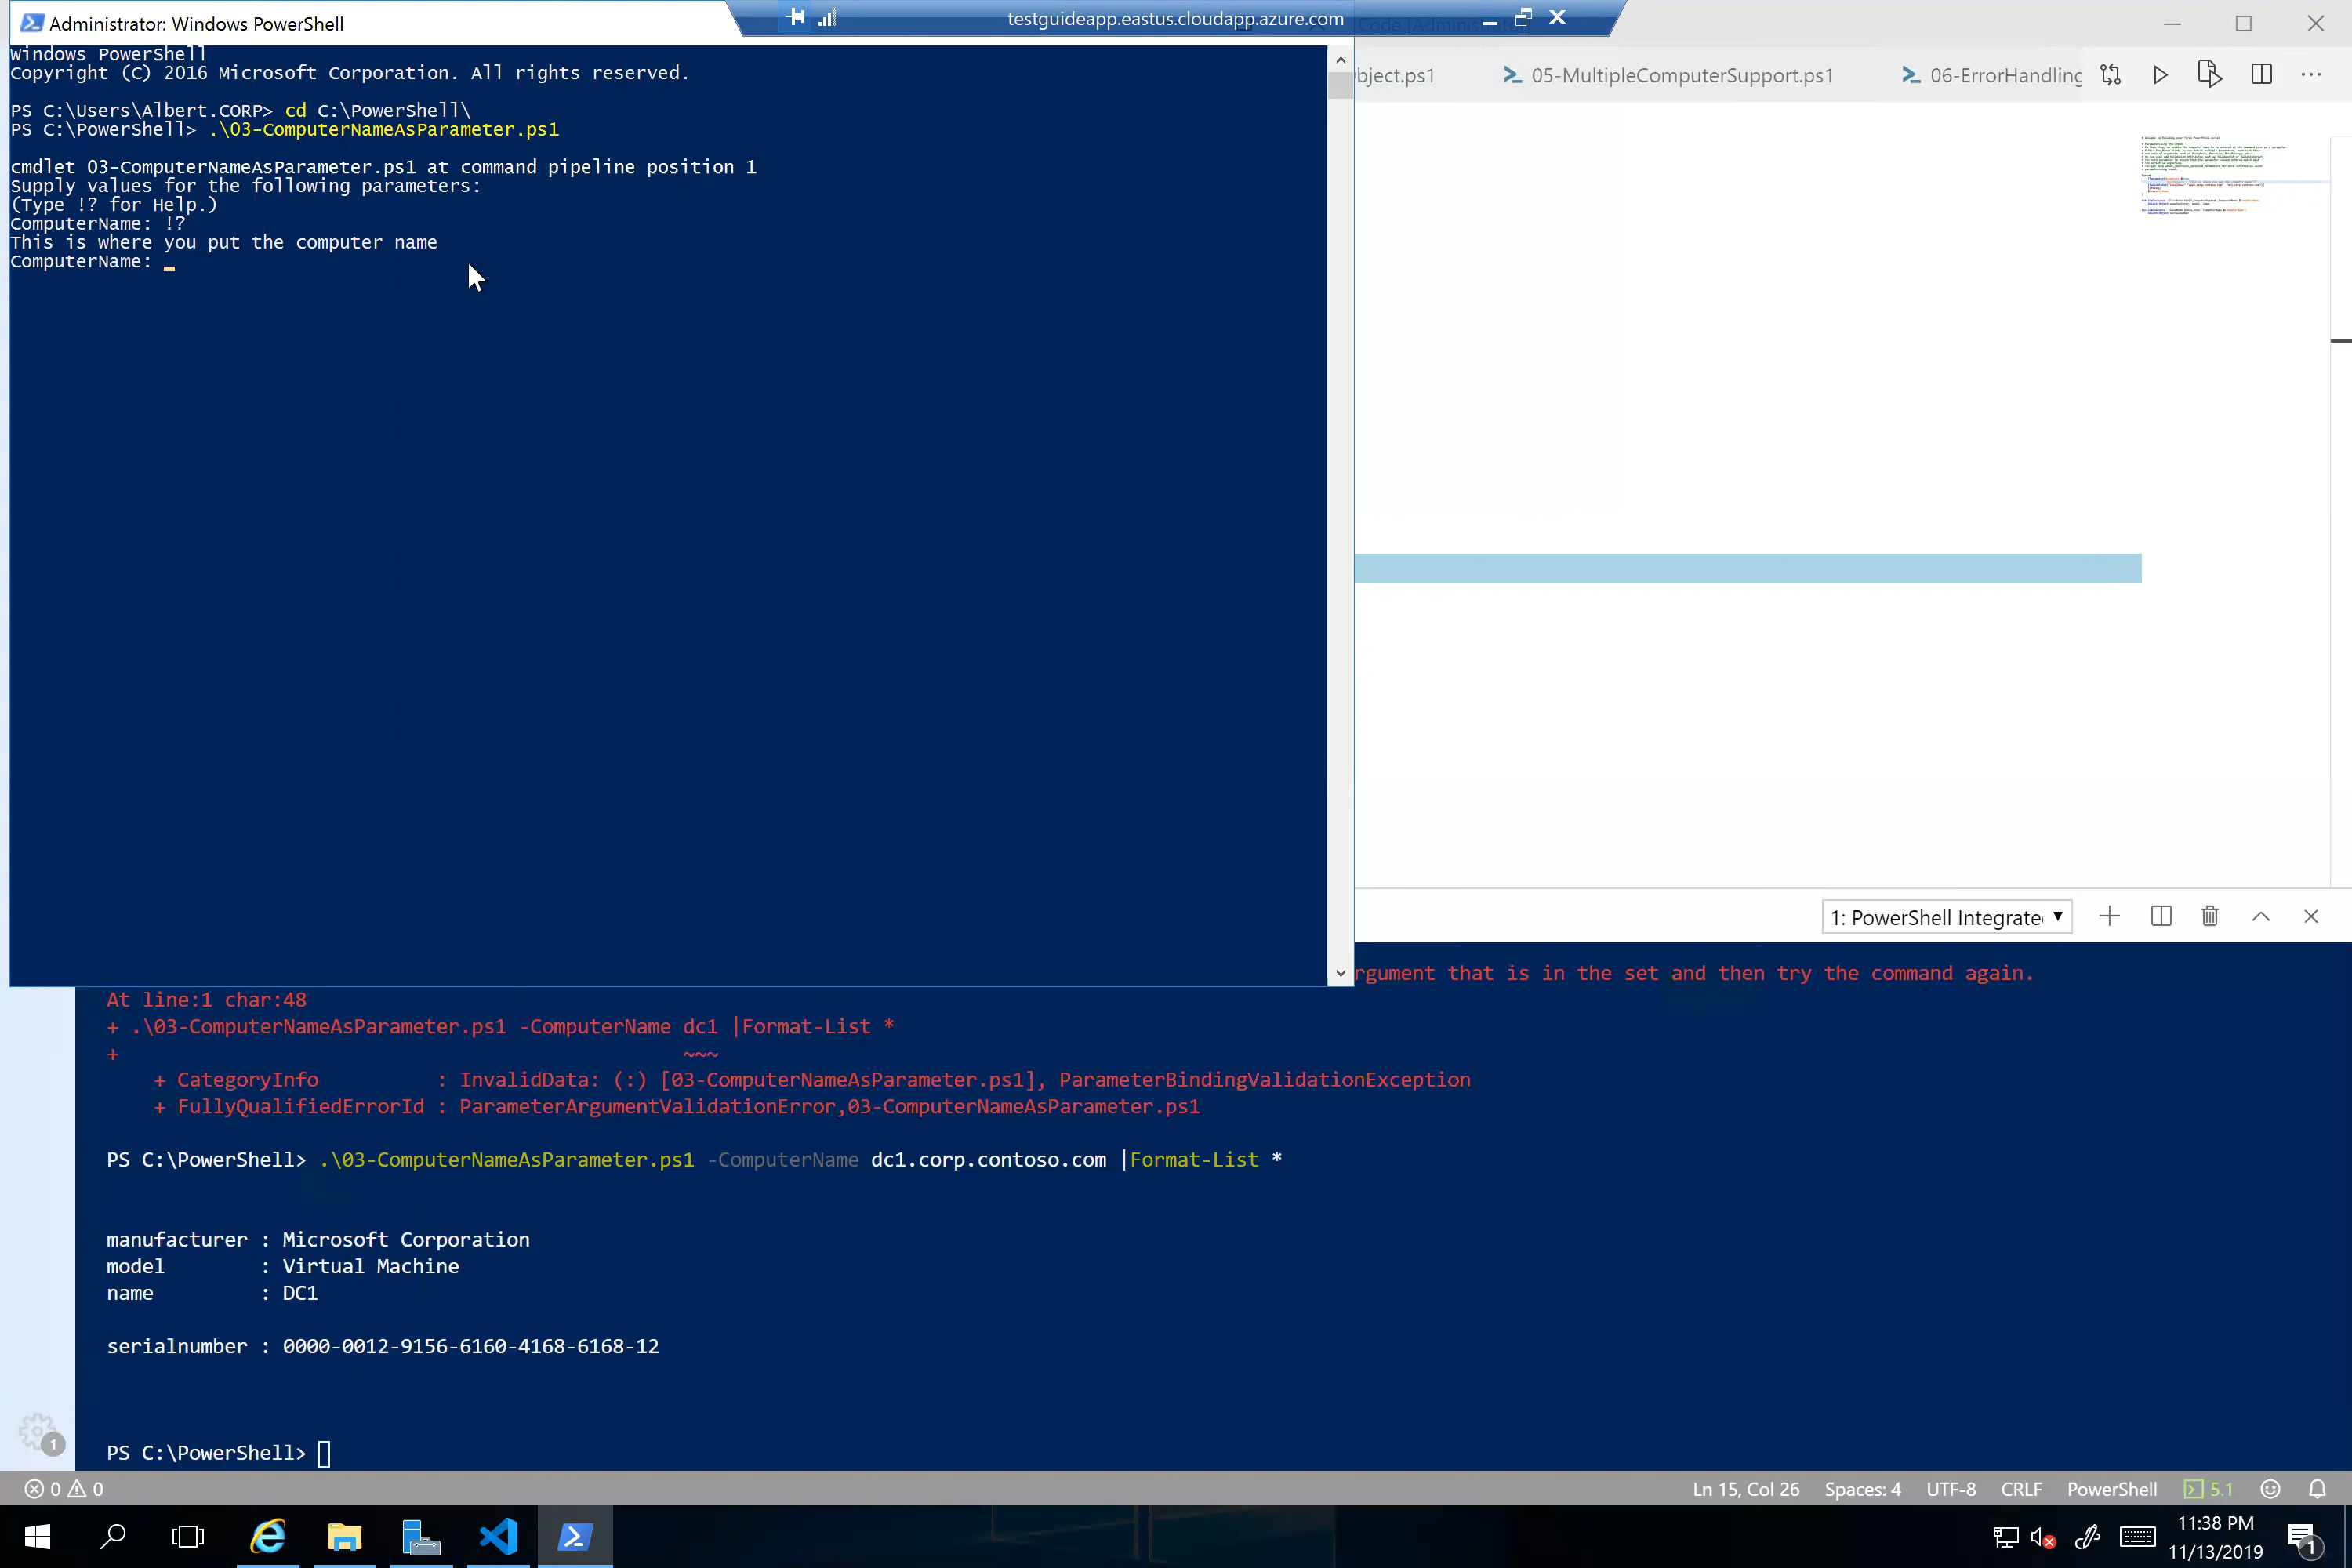 Administrator: Windows PowerShell
testguideapp.eastus.cloudapp.azure.com
Windows PowerShell
Copyright (C) 2016 Microsoft Corporation. All rights reserved.
PS C:\Users\Albert.CORP> cd C:\PowerShell\
PS C:\PowerShell> .\03-ComputerNameAsParameter.ps1
cmdlet 03-ComputerNameAsParameter.ps1 at command pipeline position 1
Supply values for the following parameters:
(Type !? for Help.)
ComputerName: !?
This is where you put the computer name
ComputerName:
bject.ps1
05-MultipleComputerSupport.ps1
06-ErrorHandling
1: PowerShell Integrate
rgument that is in the set and then try the command again.
At line:1 char:48
+ .\03-ComputerNameAsParameter.ps1 -ComputerName dc1 |Format-List *
+ ~~~
+ CategoryInfo : InvalidData: (:) [03-ComputerNameAsParameter.ps1], ParameterBindingValidationException
+ FullyQualifiedErrorId : ParameterArgumentValidationError,03-ComputerNameAsParameter.ps1
PS C:\PowerShell> .\03-ComputerNameAsParameter.ps1 -ComputerName dc1.corp.contoso.com |Format-List *
manufacturer : Microsoft Corporation
model : Virtual Machine
name : DC1
serialnumber : 0000-0012-9156-6160-4168-6168-12
PS C:\PowerShell>
1
0 0
Ln 15, Col 26 Spaces: 4 UTF-8 CRLF PowerShell 5.1
11:38 PM
11/13/2019
1